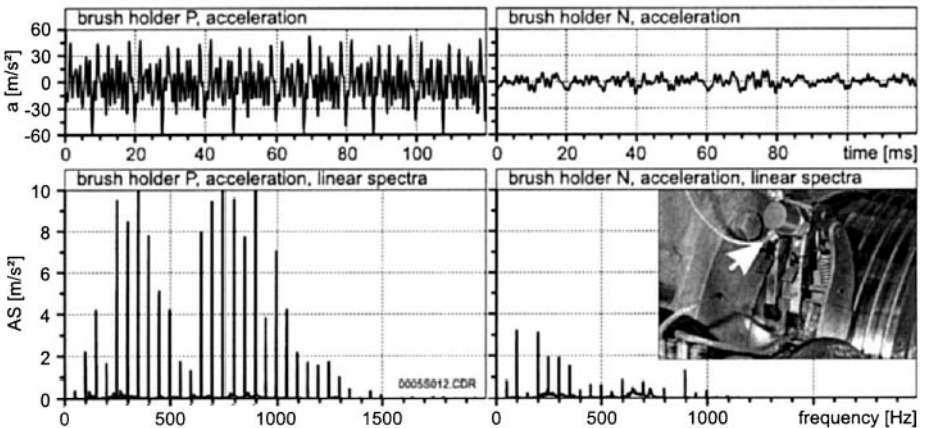 brush holder P, acceleration
brush holder N, acceleration
a [m/s²]
60
30
0
-30
-60
0 20 40 60 80 100
0 20 40 60 80 time [ms]
brush holder P, acceleration, linear spectra
brush holder N, acceleration, linear spectra
AS [m/s²]
10
8
6
4
2
0
0005S012.CDR
0 500 1000 1500
0 500 1000 frequency [Hz]